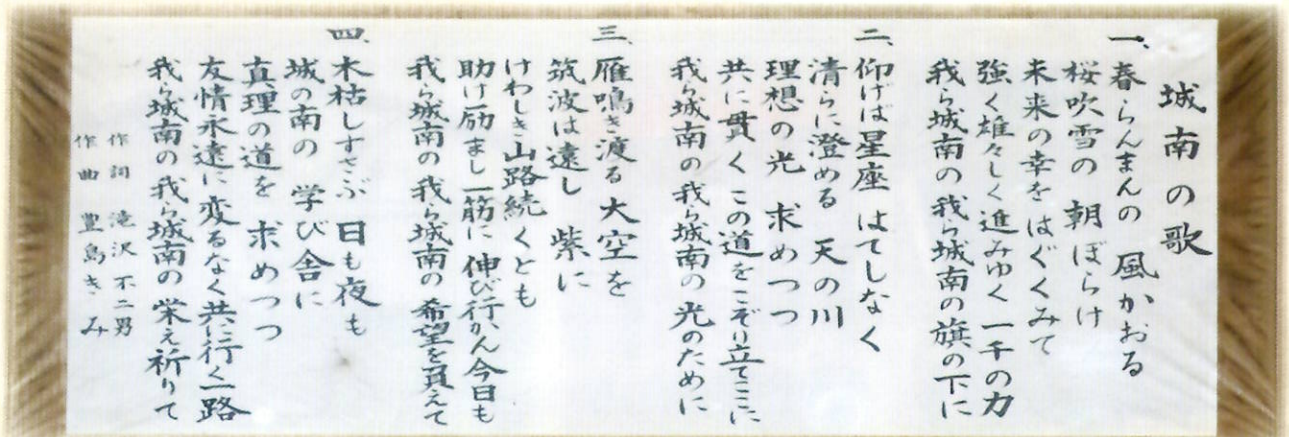 城南の歌
一、春らんまんの 風かおる
桜吹雪の 朝ぼらけ
未来の幸を はぐくみて
強く雄々しく進みゆく 一千の力
我ら城南の我ら城南の旗の下に
二、仰げば星座 はてしなく
清らに澄める 天の川
理想の光 求めつつ
共に貫く この道をこぞり立てここに
我ら城南の我ら城南の 光のために
三、雁鳴き渡る 大空を
筑波は遠し 紫に
けわしき山路続くとも
助け励まし一筋に 伸び行かん今日も
我ら城南の 我ら城南の 希望を負えて
四、木枯しすさぶ 日も夜も
城の南の 学び舎に
真理の道を 求めつつ
友情永遠に変るなく共に行く一路
我ら城南の我ら城南の 栄え祈りて
作詞 滝沢不二男
作曲 豊島きみ